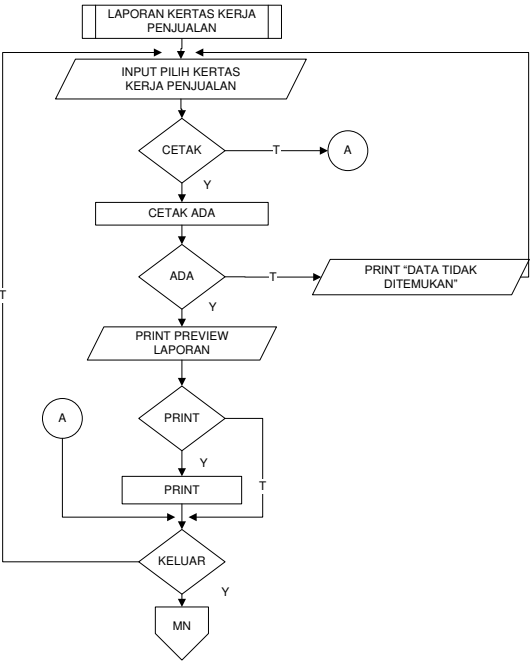 LAPORAN KERTAS KERJA
PENJUALAN
INPUT PILIH KERTAS
KERJA PENJUALAN
CETAK
T
A
Y
CETAK ADA
ADA
T
PRINT “DATA TIDAK
DITEMUKAN”
T
Y
PRINT PREVIEW
LAPORAN
A
PRINT
Y
T
PRINT
KELUAR
Y
MN